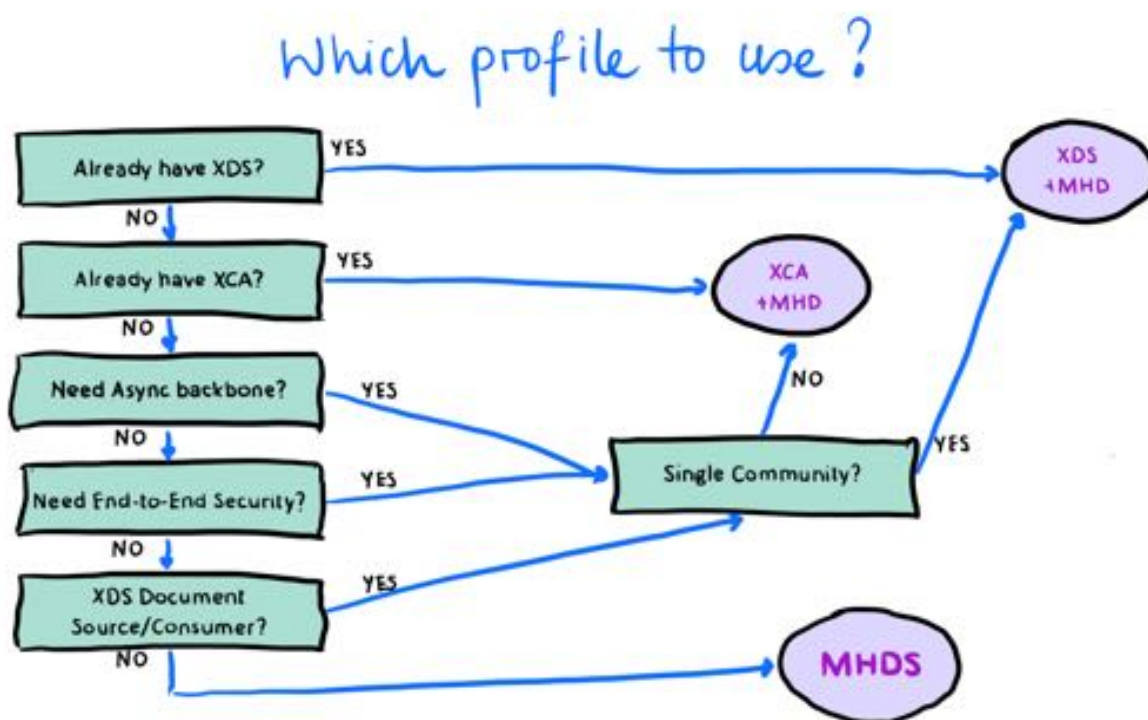 Which profile to use?
Already have XDS?
YES
XDS
+MHD
NO
Already have XCA?
YES
XCA
+MHD
NO
Need Async backbone?
YES
NO
NO
Single Community?
YES
Need End-to-End Security?
YES
NO
XDS Document
Source/Consumer?
YES
NO
MHDS